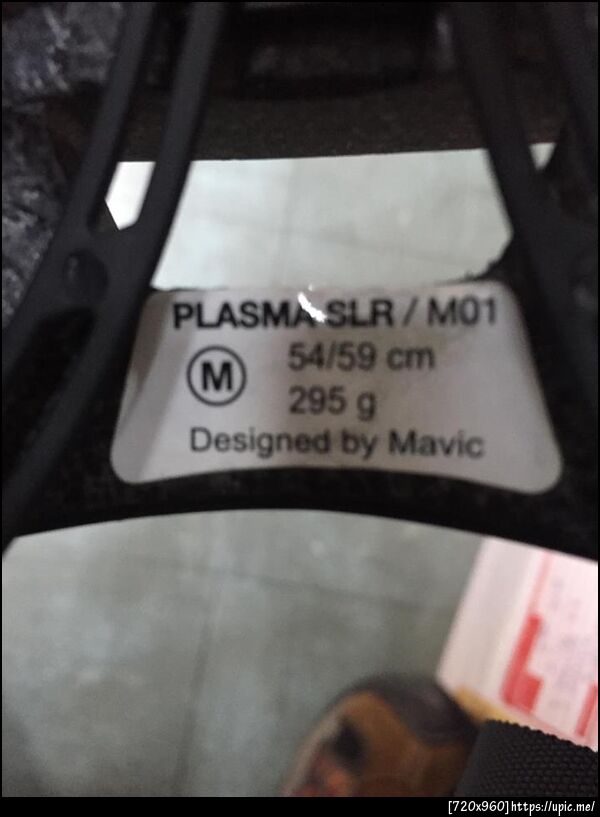 PLASMA SLR / M01
M
54/59 cm
295 g
Designed by Mavic
[720x960]https://upic.me/